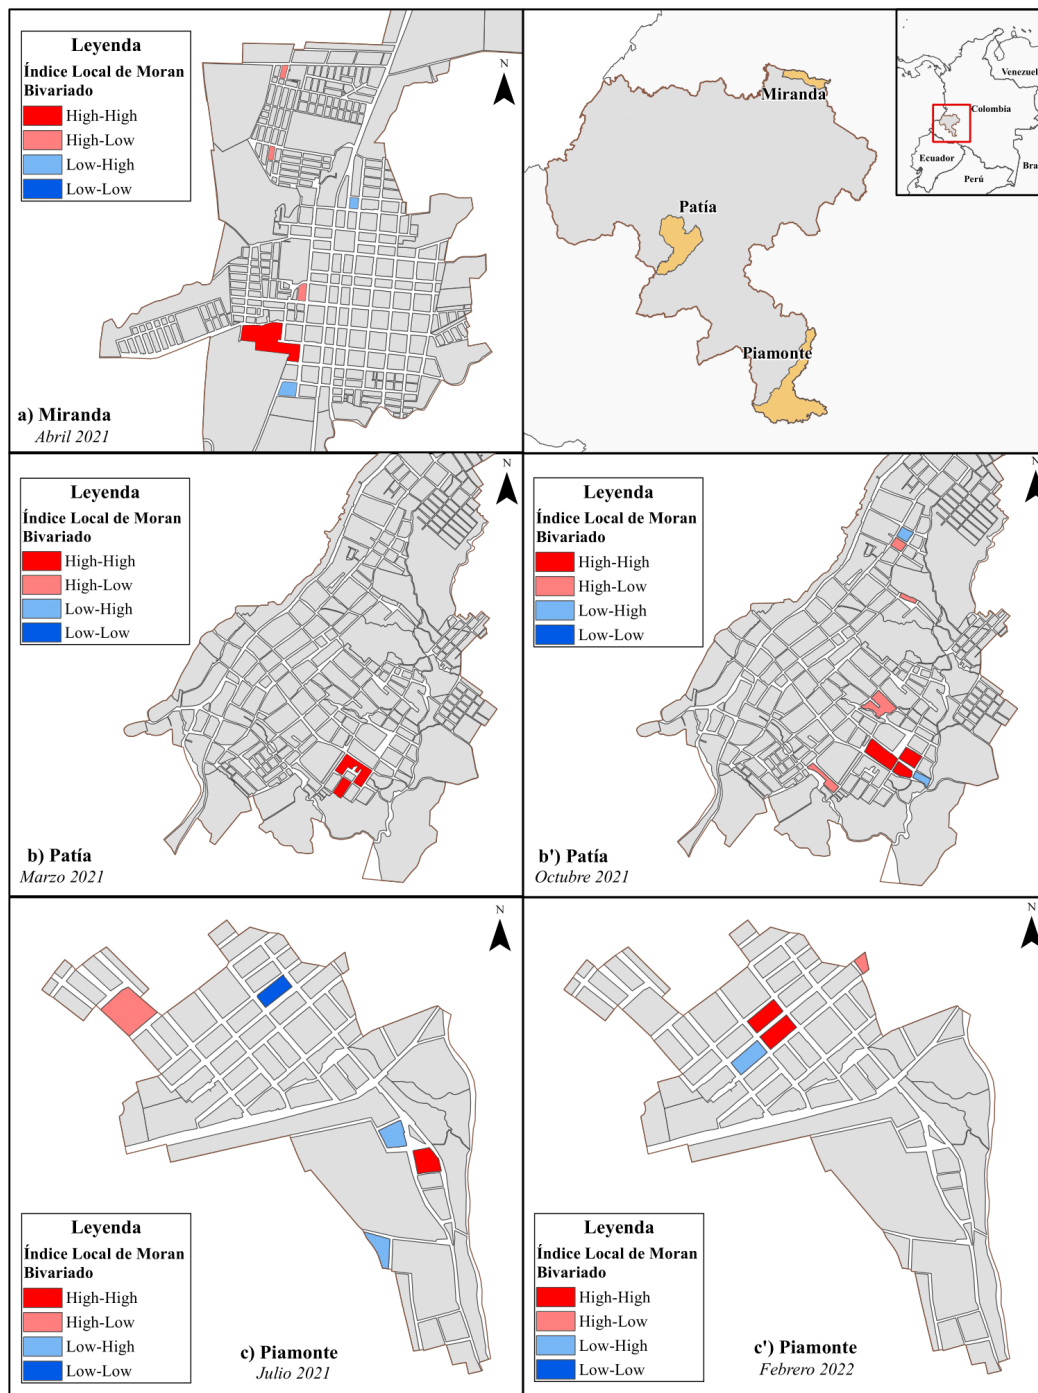 Leyenda
Índice Local de Moran
Bivariado
High-High
High-Low
Low-High
Low-Low
N
a) Miranda
Abril 2021
Miranda
Patía
Piamonte
Venezuel
Colombia
Ecuador
Perú
Bra
Leyenda
Índice Local de Moran
Bivariado
High-High
High-Low
Low-High
Low-Low
N
b) Patía
Marzo 2021
Leyenda
Índice Local de Moran
Bivariado
High-High
High-Low
Low-High
Low-Low
N
b') Patía
Octubre 2021
N
Leyenda
Índice Local de Moran
Bivariado
High-High
High-Low
Low-High
Low-Low
c) Piamonte
Julio 2021
N
Leyenda
Índice Local de Moran
Bivariado
High-High
High-Low
Low-High
Low-Low
c') Piamonte
Febrero 2022